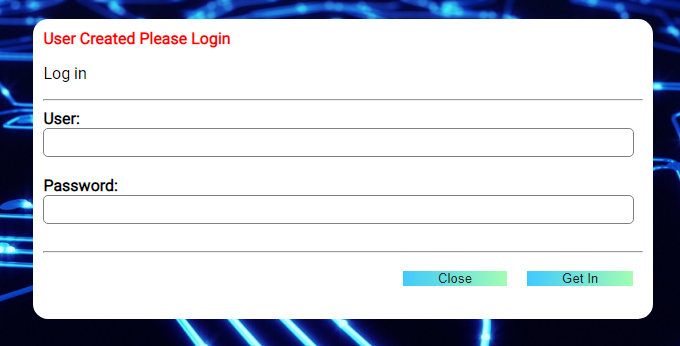 User Created Please Login
Log in
User:
Password:
Close Get In